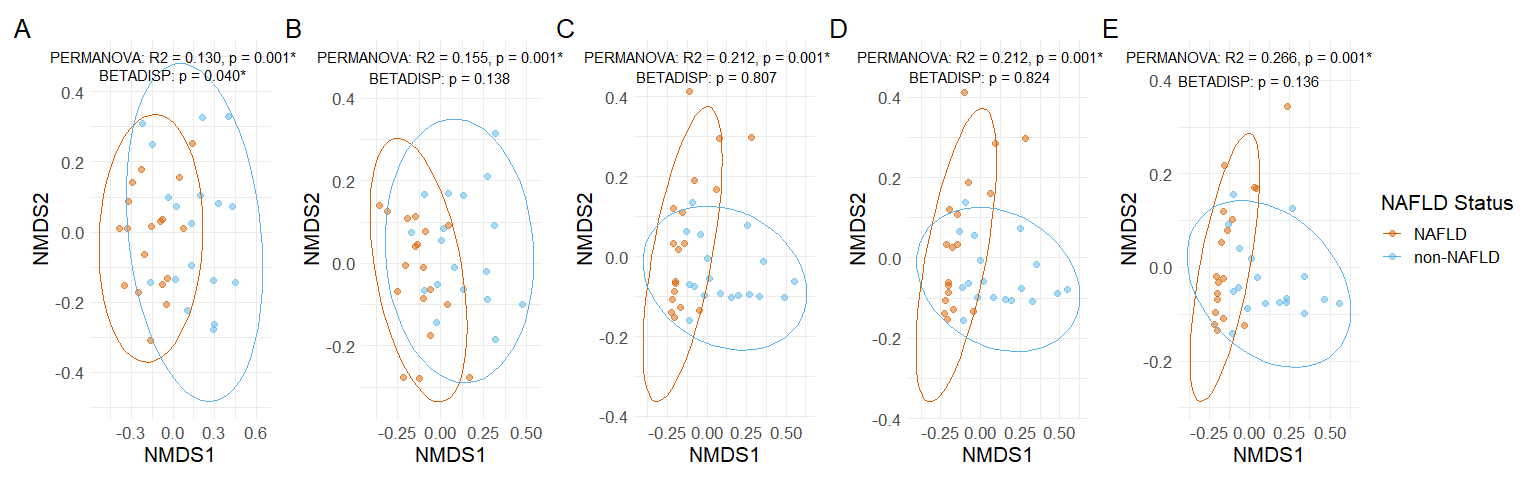 A
PERMANOVA: R2 = 0.130, p = 0.001*
BETADISP: p = 0.040*
0.4
0.2
0.0
-0.2
-0.4
NMDS2
-0.3 0.0 0.3 0.6
NMDS1
B
PERMANOVA: R2 = 0.155, p = 0.001*
BETADISP: p = 0.138
0.4
0.2
0.0
-0.2
NMDS2
-0.25 0.00 0.25 0.50
NMDS1
C
PERMANOVA: R2 = 0.212, p = 0.001*
BETADISP: p = 0.807
0.4
0.2
0.0
-0.2
-0.4
NMDS2
-0.25 0.00 0.25 0.50
NMDS1
D
PERMANOVA: R2 = 0.212, p = 0.001*
BETADISP: p = 0.824
0.4
0.2
0.0
-0.2
-0.4
NMDS2
-0.25 0.00 0.25 0.50
NMDS1
E
PERMANOVA: R2 = 0.266, p = 0.001*
BETADISP: p = 0.136
0.4
0.2
0.0
-0.2
NMDS2
-0.25 0.00 0.25 0.50
NMDS1
NAFLD Status
NAFLD
non-NAFLD